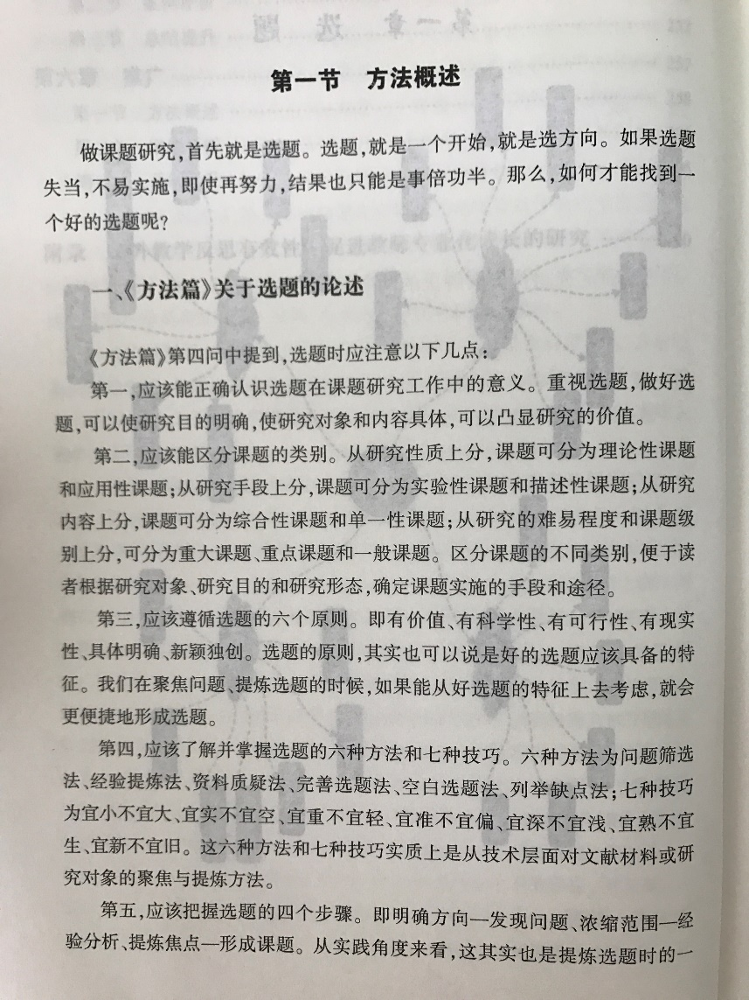 第一节 方法概述
做课题研究,首先就是选题。选题,就是一个开始,就是选方向。如果选题
失当,不易实施,即使再努力,结果也只能是事倍功半。那么,如何才能找到一
个好的选题呢?
一、《方法篇》关于选题的论述
《方法篇》第四问中提到,选题时应注意以下几点:
第一,应该能正确认识选题在课题研究工作中的意义。重视选题,做好选
题,可以使研究目的明确,使研究对象和内容具体,可以凸显研究的价值。
第二,应该能区分课题的类别。从研究性质上分,课题可分为理论性课题
和应用性课题;从研究手段上分,课题可分为实验性课题和描述性课题;从研究
内容上分,课题可分为综合性课题和单一性课题;从研究的难易程度和课题级
别上分,可分为重大课题、重点课题和一般课题。区分课题的不同类别,便于读
者根据研究对象、研究目的和研究形态,确定课题实施的手段和途径。
第三,应该遵循选题的六个原则。即有价值、有科学性、有可行性、有现实
性、具体明确、新颖独创。选题的原则,其实也可以说是好的选题应该具备的特
征。我们在聚焦问题、提炼选题的时候,如果能从好选题的特征上去考虑,就会
更便捷地形成选题。
第四,应该了解并掌握选题的六种方法和七种技巧。六种方法为问题筛选
法、经验提炼法、资料质疑法、完善选题法、空白选题法、列举缺点法;七种技巧
为宜小不宜大、宜实不宜空、宜重不宜轻、宜准不宜偏、宜深不宜浅、宜熟不宜
生、宜新不宜旧。这六种方法和七种技巧实质上是从技术层面对文献材料或研
究对象的聚焦与提炼方法。
第五,应该把握选题的四个步骤。即明确方向—发现问题、浓缩范围—经
验分析、提炼焦点—形成课题。从实践角度来看,这其实也是提炼选题时的一